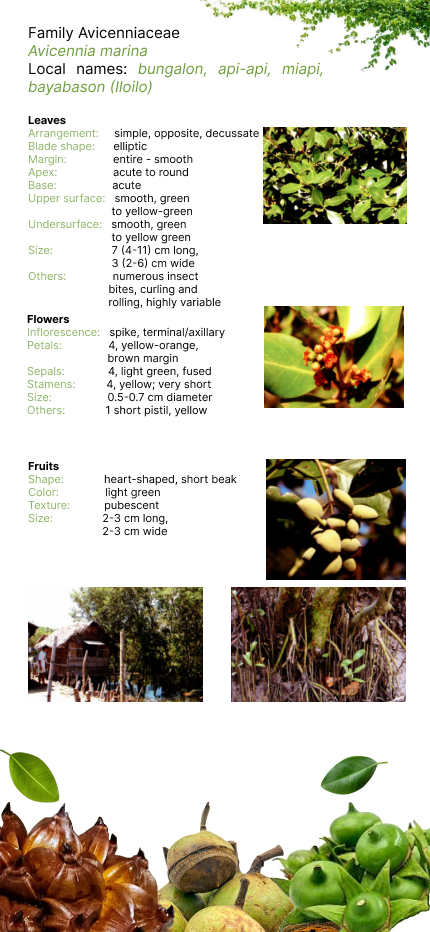 Family Avicenniaceae
Avicennia marina
Local names: bungalon, api-api, miapi,
bayabason (lloilo)
Leaves
Arrangement: simple, opposite, decussate
Blade shape: elliptic
Margin: entire - smooth
Apex: acute to round
Base: acute
Upper surface: smooth, green
to yellow-green
Undersurface: smooth, green
to yellow green
Size: 7 (4-11) cm long,
3 (2-6) cm wide
Others: numerous insect
bites, curling and
rolling, highly variable
Flowers
Inflorescence: spike, terminal/axillary
Petals: 4, yellow-orange,
brown margin
Sepals: 4, light green, fused
Stamens: 4, yellow; very short
Size: 0.5-0.7 cm diameter
Others: 1 short pistil, yellow
Fruits
Shape: heart-shaped, short beak
Color: light green
Texture: pubescent
Size: 2-3 cm long,
2-3 cm wide